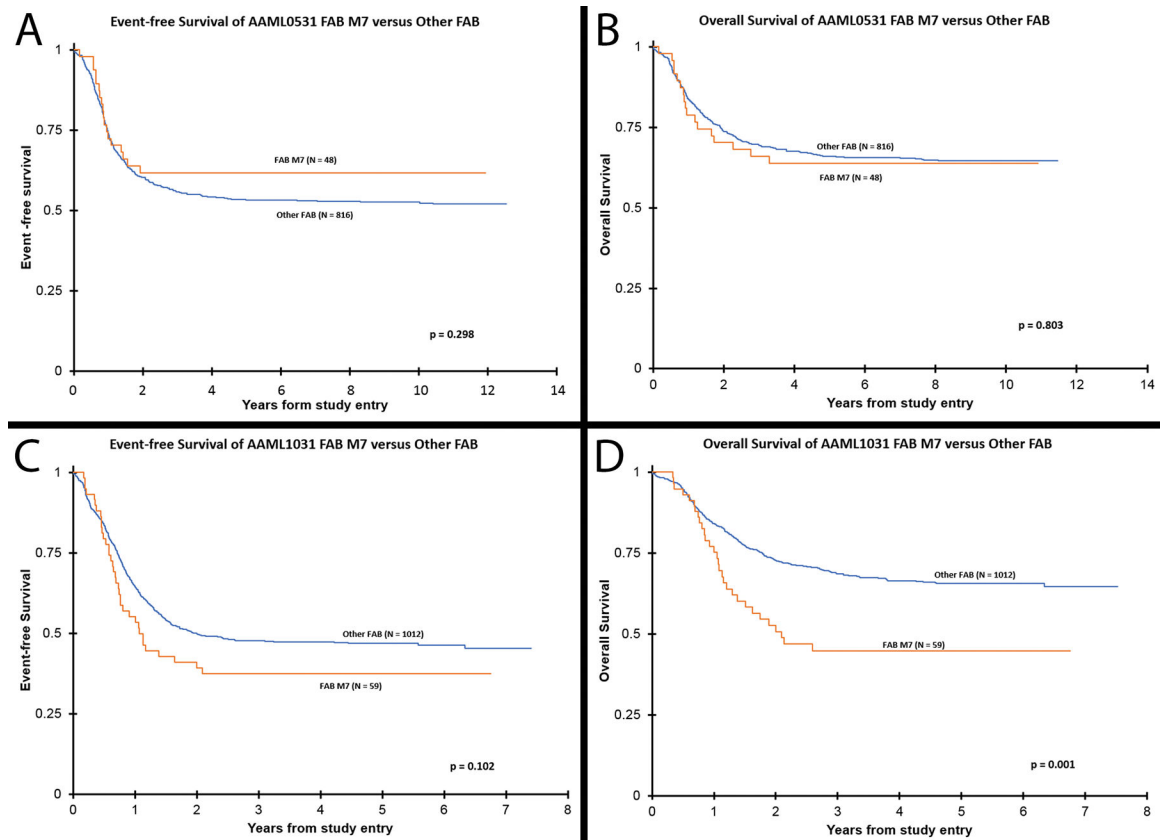 A
Event-free Survival of AAML0531 FAB M7 versus Other FAB
1
0.75
0.5
0.25
0
Event -free survival
FAB M7 (N = 48)
Other FAB (N = 816)
p = 0.298
0 2 4 6 8 10 12 14
Years form study entry
B
Overall Survival of AAML0531 FAB M7 versus Other FAB
1
0.75
0.5
0.25
0
Overall Survival
Other FAB (N = 816)
FAB M7 (N = 48)
p = 0.803
0 2 4 6 8 10 12 14
Years from study entry
C
Event-free Survival of AAML1031 FAB M7 versus Other FAB
1
0.75
0.5
0.25
0
Event-free Survival
Other FAB (N = 1012)
FAB M7 (N = 59)
p = 0.102
0 1 2 3 4 5 6 7 8
Years from study entry
D
Overall Survival of AAML1031 FAB M7 versus Other FAB
1
0.75
0.5
0.25
0
Overall Survival
Other FAB (N = 1012)
FAB M7 (N = 59)
p = 0.001
0 1 2 3 4 5 6 7 8
Years from study entry